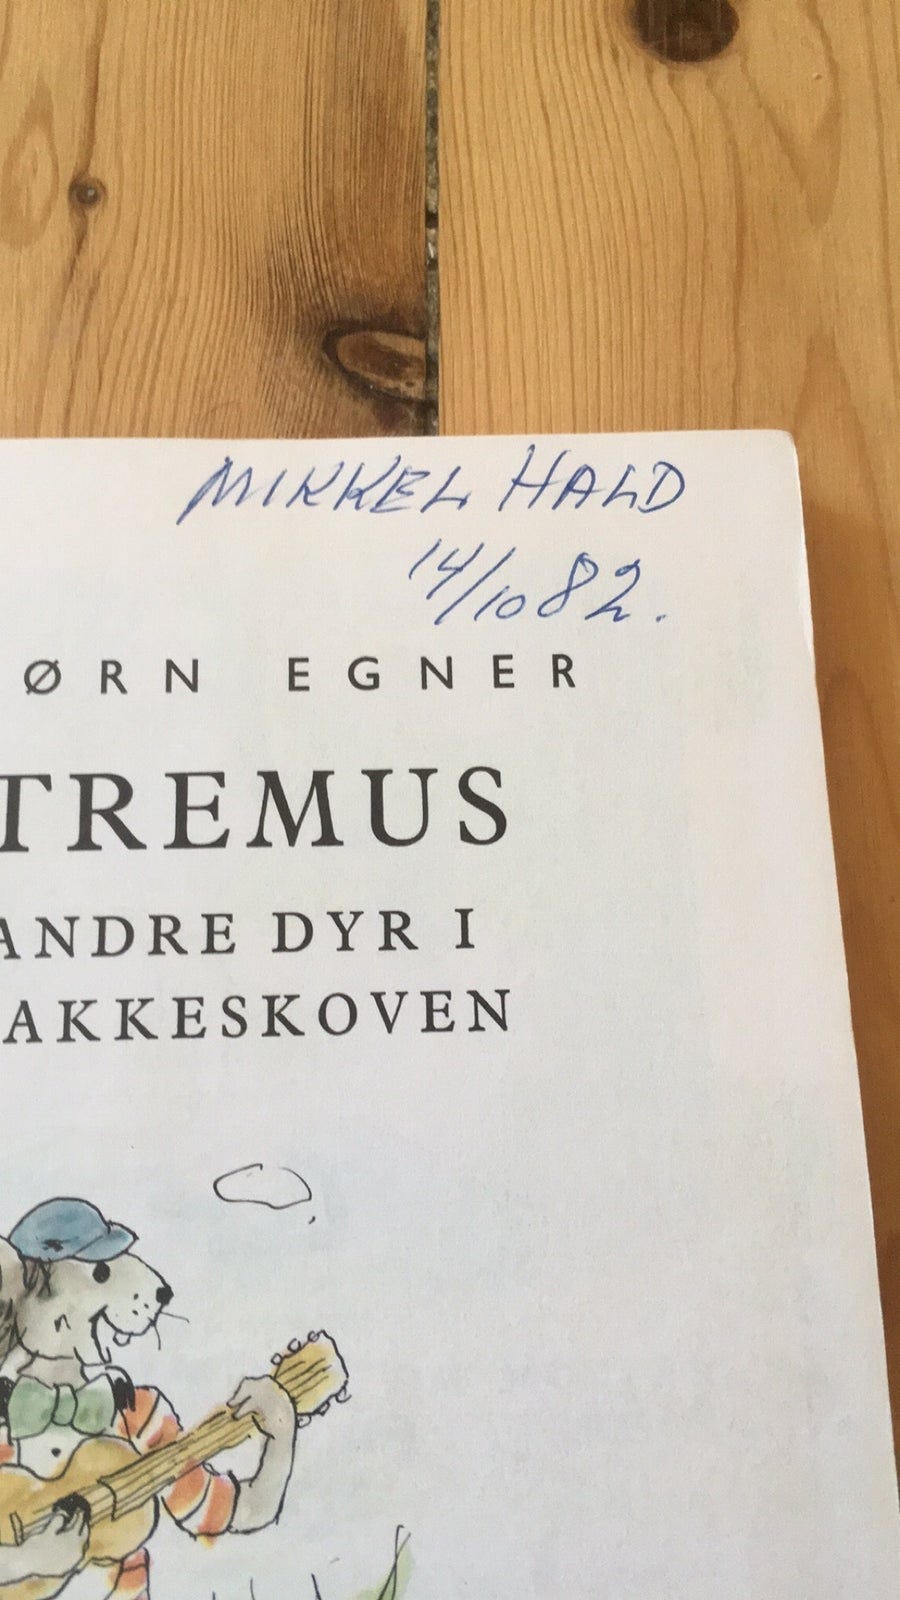 MIKKEL HALD
14/10 82.
ØRN EGNER
TREMUS
ANDRE DYR I
AKKESKOVEN